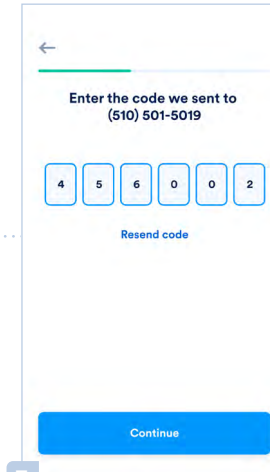 Enter the code we sent to
(510) 501-5019
4 5 6 0 0 2
Resend code
Continue